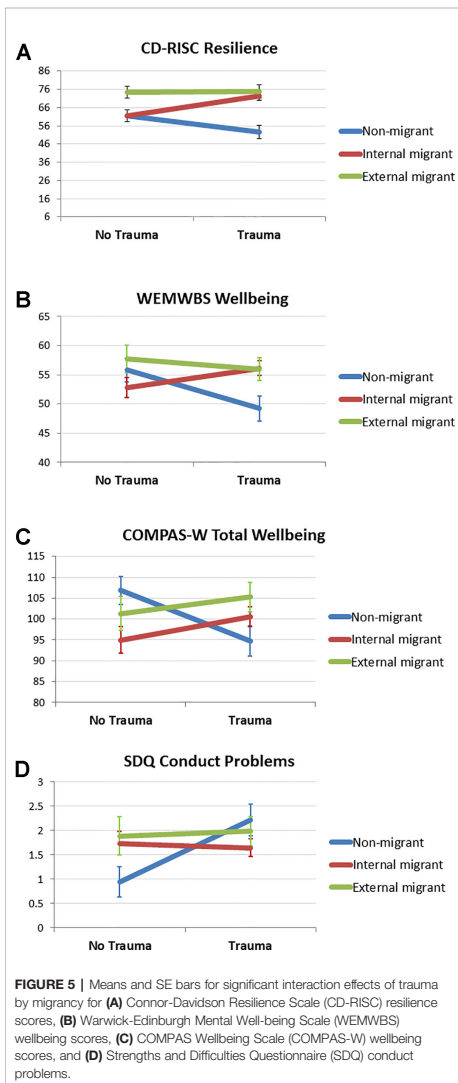 A
CD-RISC Resilience
86
76
66
56
46
36
26
16
6
No Trauma Trauma
Non-migrant
Internal migrant
External migrant
B
WEMWBS Wellbeing
65
60
55
50
45
40
No Trauma Trauma
Non-migrant
Internal migrant
External migrant
C
COMPAS-W Total Wellbeing
115
110
105
100
95
90
85
80
No Trauma Trauma
Non-migrant
Internal migrant
External migrant
D
SDQ Conduct Problems
3
2.5
2
1.5
1
0.5
0
No Trauma Trauma
Non-migrant
Internal migrant
External migrant
FIGURE 5 | Means and SE bars for significant interaction effects of trauma
by migrancy for (A) Connor-Davidson Resilience Scale (CD-RISC) resilience
scores, (B) Warwick-Edinburgh Mental Well-being Scale (WEMWBS)
wellbeing scores, (C) COMPAS Wellbeing Scale (COMPAS-W) wellbeing
scores, and (D) Strengths and Difficulties Questionnaire (SDQ) conduct
problems.